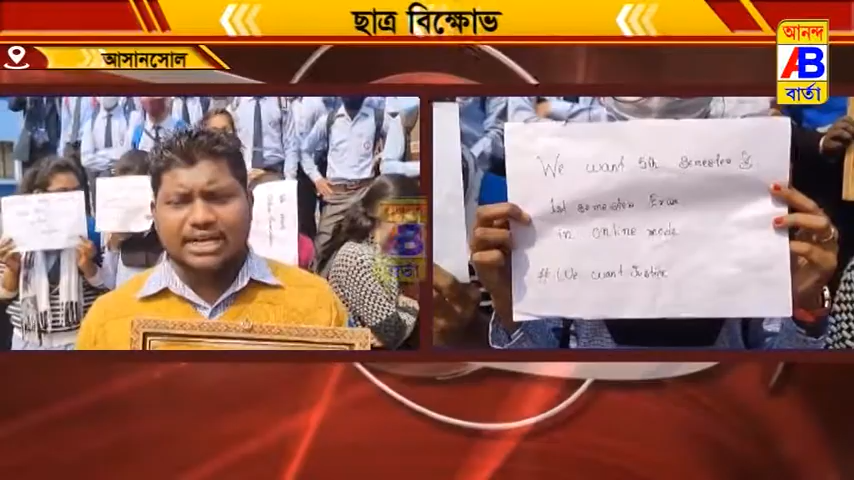 ছাত্র বিক্ষোভ
আসানসোল
আনন্দ
AB
বার্তা
We want 5th semester &
1st semester Exam
in online mode.
# We want Justice